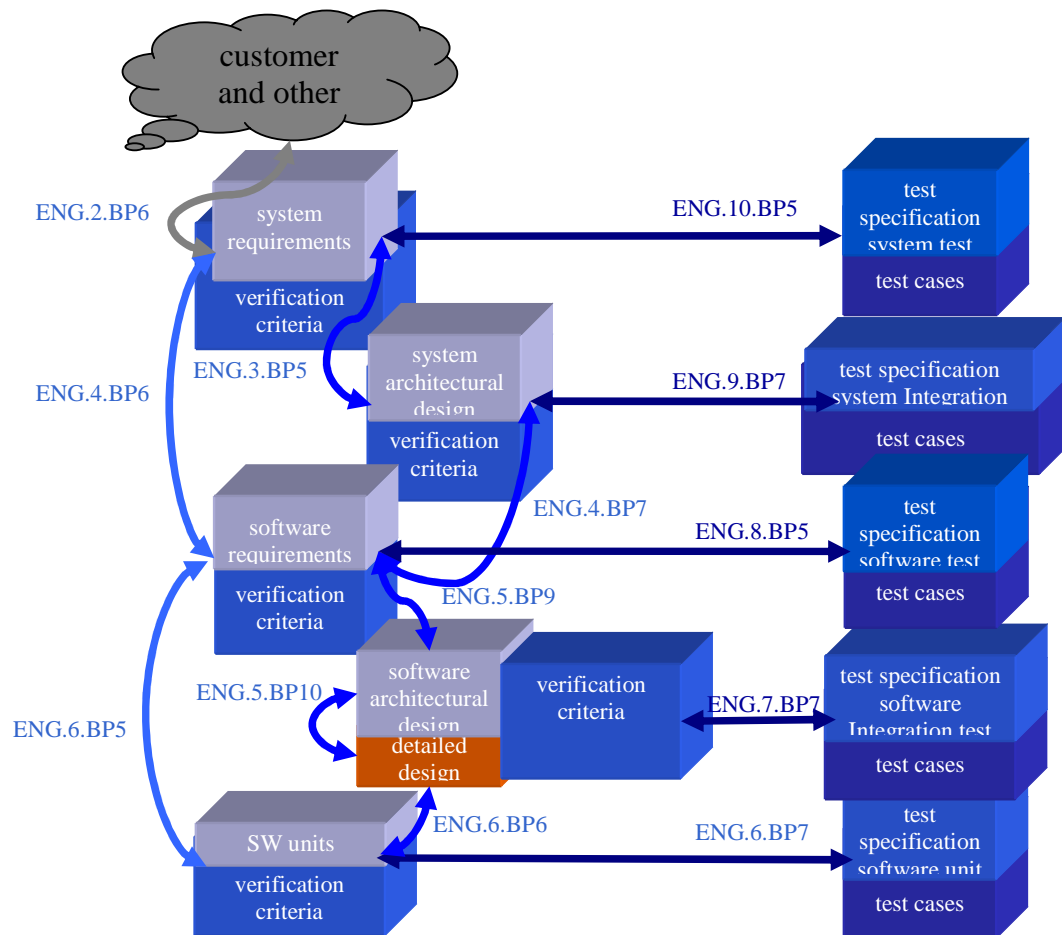 customer
and other
ENG.2.BP6
system
requirements
verification
criteria
ENG.10.BP5
test
specification
system test
test cases
ENG.4.BP6
ENG.3.BP5
system
architectural
design
verification
criteria
ENG.9.BP7
test specification
system Integration
test cases
ENG.4.BP7
software
requirements
verification
criteria
ENG.8.BP5
test
specification
software test
test cases
ENG.5.BP9
ENG.6.BP5
ENG.5.BP10
software
architectural
design
detailed
design
verification
criteria
ENG.7.BP7
test specification
software
Integration test
test cases
ENG.6.BP6
SW units
verification
criteria
ENG.6.BP7
test
specification
software unit
test cases